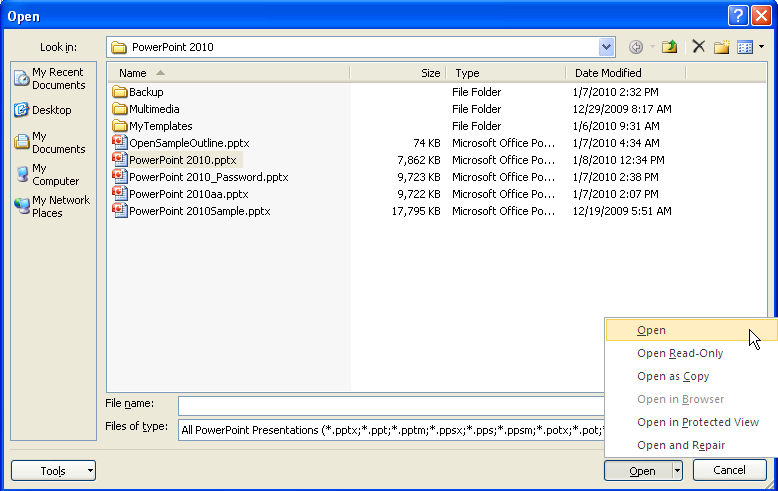 Open
Look in: PowerPoint 2010
Name Size Type Date Modified
My Recent Documents
Desktop
My Documents
My Computer
My Network Places
Backup File Folder 1/7/2010 2:32 PM
Multimedia File Folder 12/29/2009 8:17 AM
MyTemplates File Folder 1/6/2010 9:31 AM
OpenSampleOutline.pptx 74 KB Microsoft Office Po... 1/7/2010 4:34 AM
PowerPoint 2010.pptx 7,862 KB Microsoft Office Po... 1/8/2010 12:34 PM
PowerPoint 2010_Password.pptx 9,723 KB Microsoft Office Po... 1/7/2010 2:38 PM
PowerPoint 2010aa.pptx 9,722 KB Microsoft Office Po... 1/7/2010 2:07 PM
PowerPoint 2010Sample.pptx 17,795 KB Microsoft Office Po... 12/19/2009 5:51 AM
File name:
Files of type: All PowerPoint Presentations (*.pptx;*.ppt;*.pptm;*.ppsx;*.pps;*.ppsm;*.potx;*.pot;*
Open
Open Read-Only
Open as Copy
Open in Browser
Open in Protected View
Open and Repair
Tools Open Cancel